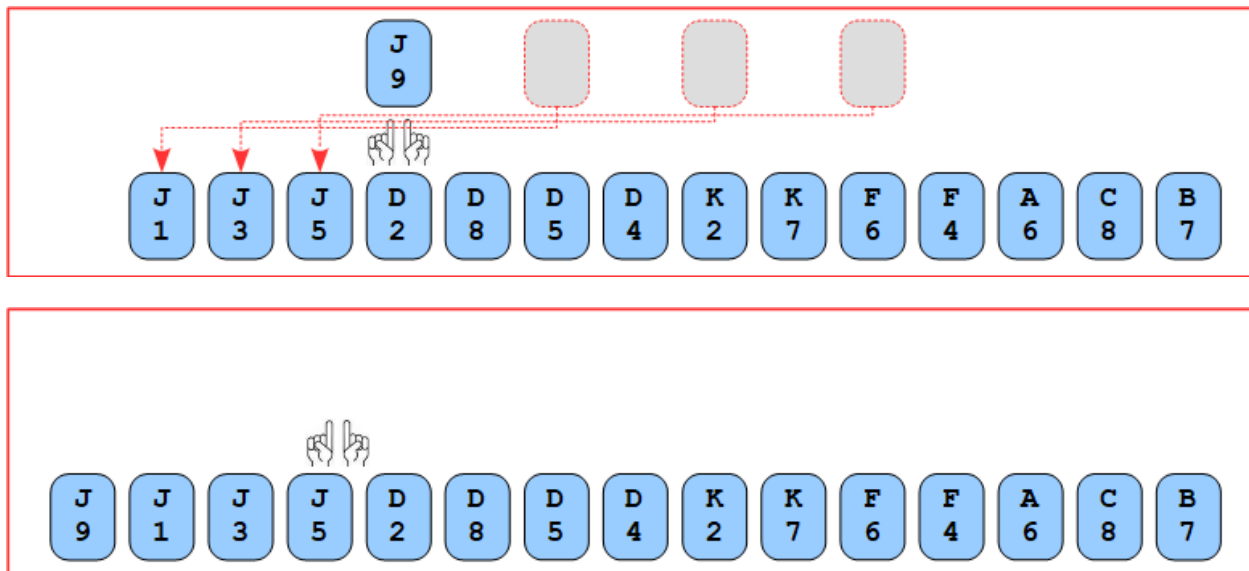 J
9
J J J D D D D K K F F A C B
1 3 5 2 8 5 4 2 7 6 4 6 8 7
J J J J D D D D K K F F A C B
9 1 3 5 2 8 5 4 2 7 6 4 6 8 7